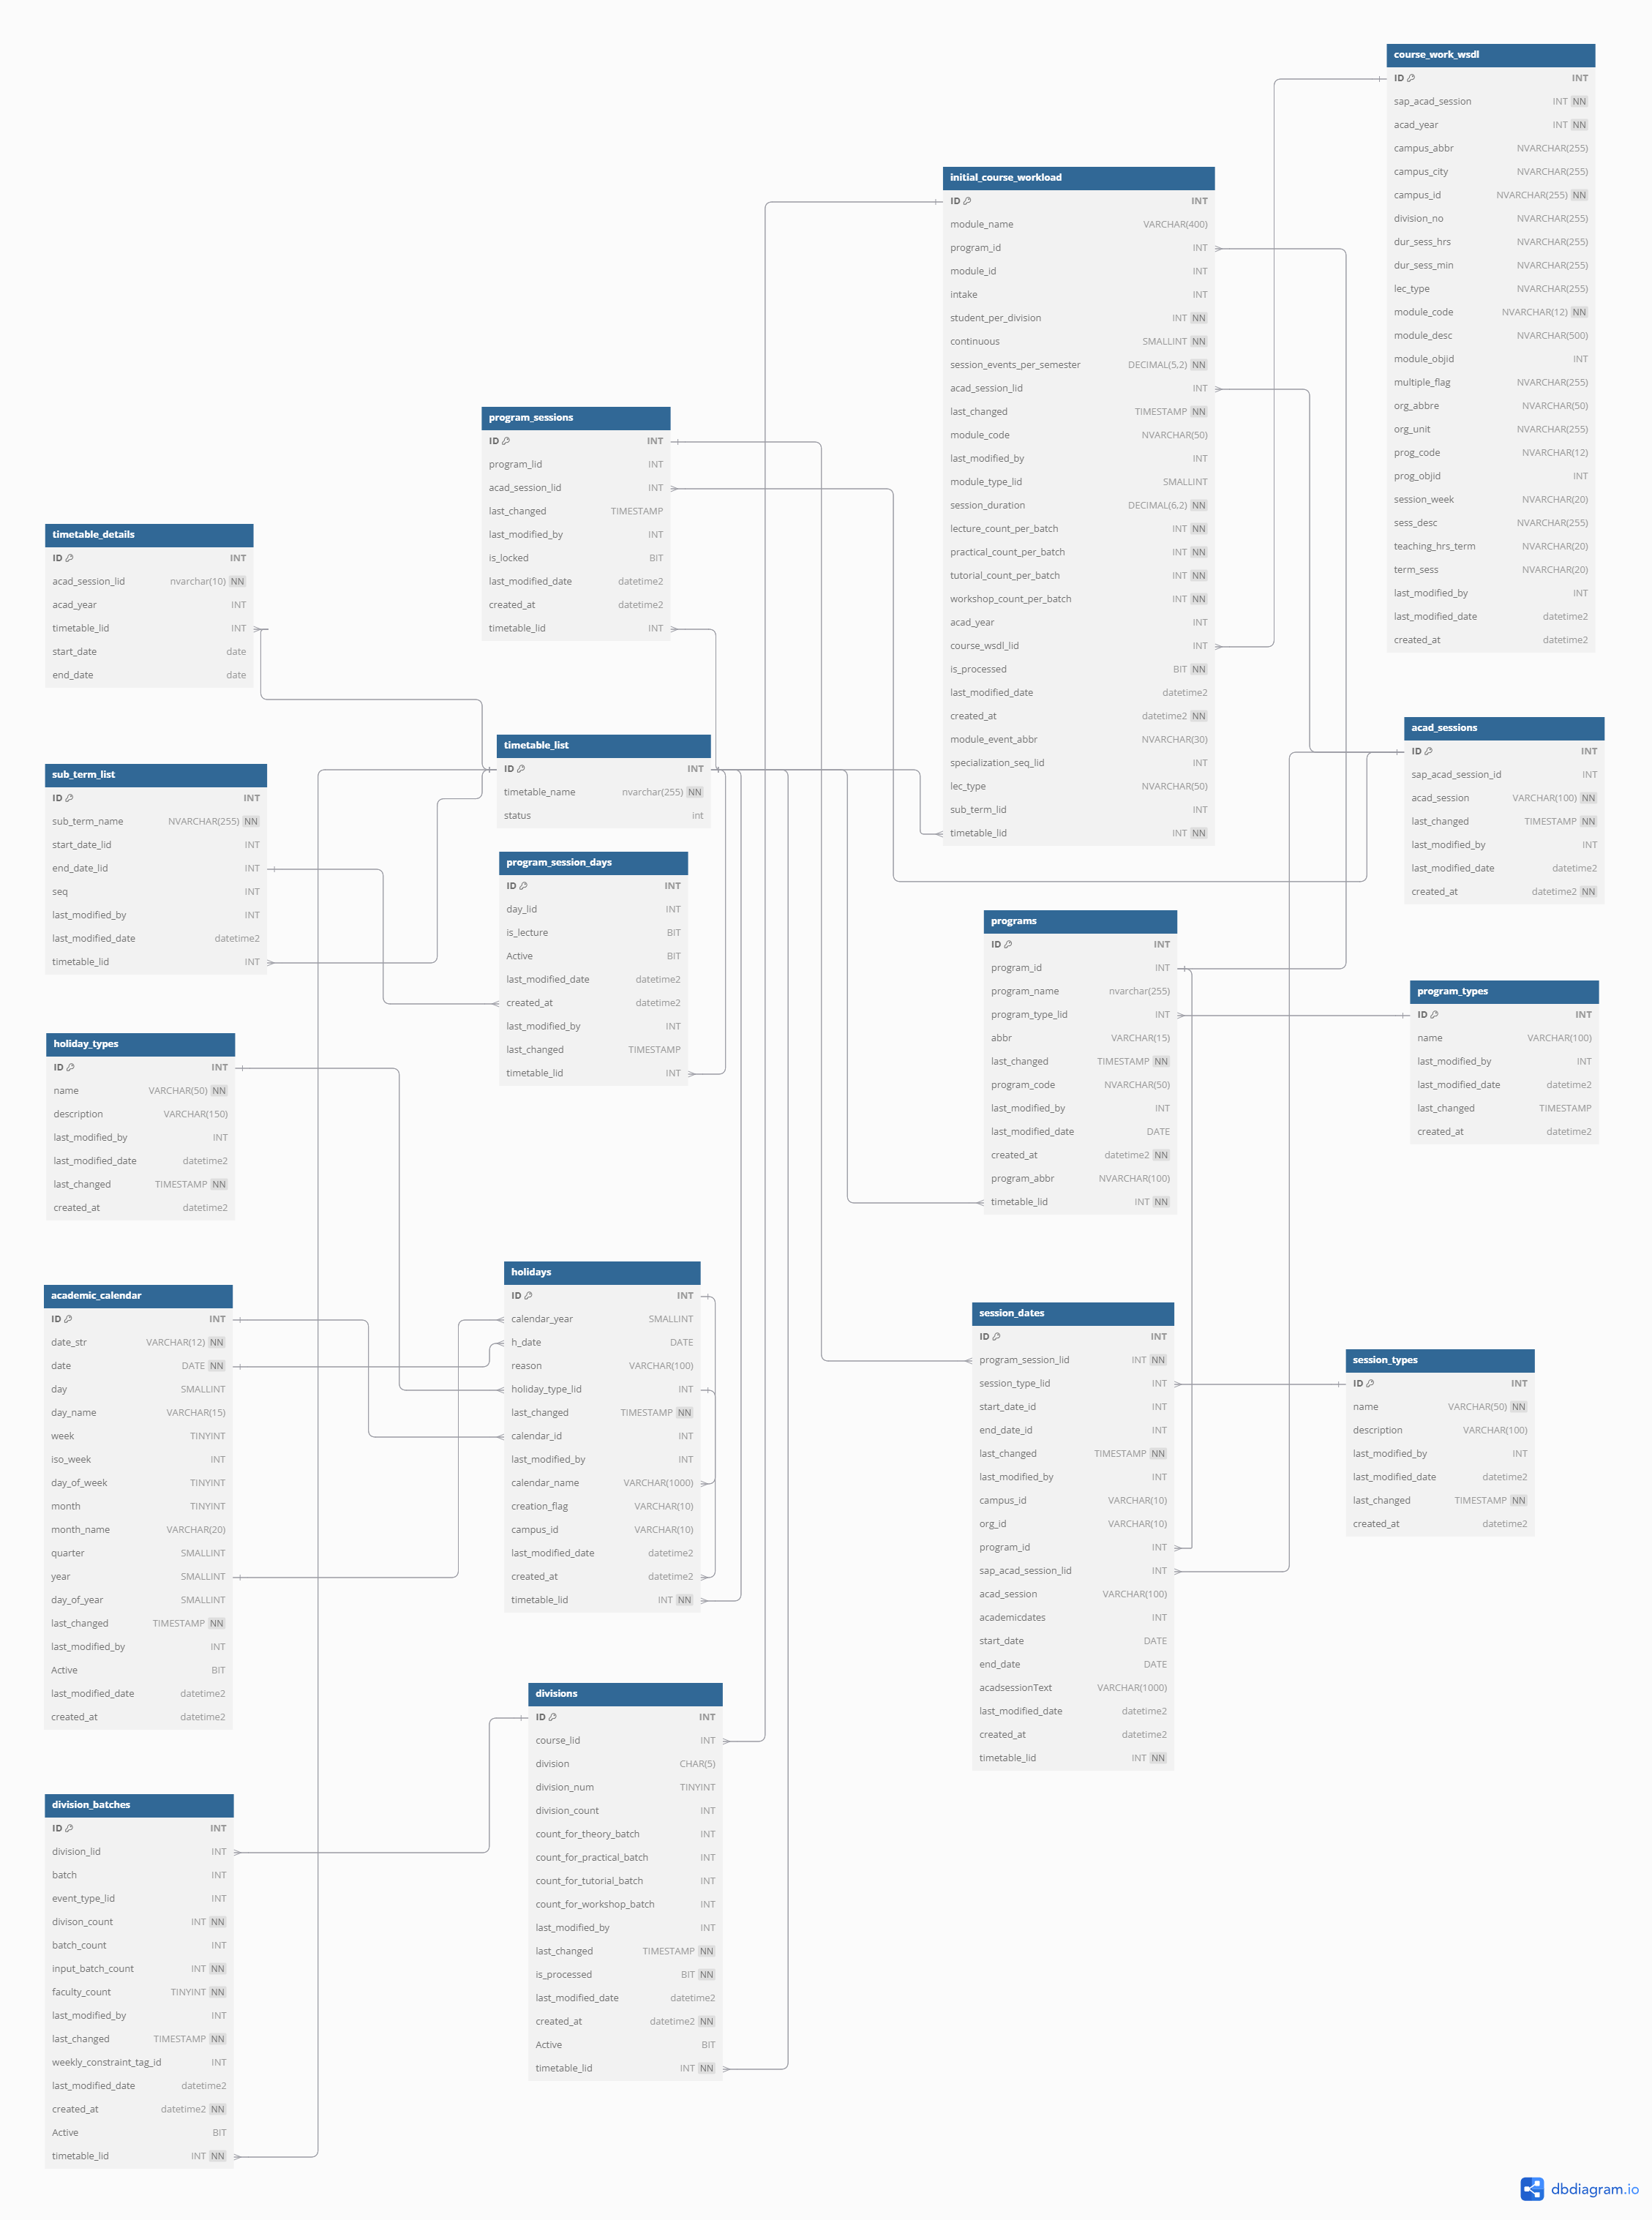 course_work_wsdl
ID INT
sap_acad_session INT NN
acad_year INT NN
campus_abbr NVARCHAR(255)
campus_city NVARCHAR(255)
campus_id NVARCHAR(255) NN
division_no NVARCHAR(255)
dur_sess_hrs NVARCHAR(255)
dur_sess_min NVARCHAR(255)
lec_type NVARCHAR(255)
module_code NVARCHAR(12) NN
module_desc NVARCHAR(500)
module_objid INT
multiple_flag NVARCHAR(255)
org_abbre NVARCHAR(50)
org_unit NVARCHAR(255)
prog_code NVARCHAR(12)
prog_objid INT
session_week NVARCHAR(20)
sess_desc NVARCHAR(255)
teaching_hrs_term NVARCHAR(20)
term_sess NVARCHAR(20)
last_modified_by INT
last_modified_date datetime2
created_at datetime2
initial_course_workload
ID INT
module_name VARCHAR(400)
program_id INT
module_id INT
intake INT
student_per_division INT NN
continuous SMALLINT NN
session_events_per_semester DECIMAL(5,2) NN
acad_session_lid INT
last_changed TIMESTAMP NN
module_code NVARCHAR(50)
last_modified_by INT
module_type_lid SMALLINT
session_duration DECIMAL(6,2) NN
lecture_count_per_batch INT NN
practical_count_per_batch INT NN
tutorial_count_per_batch INT NN
workshop_count_per_batch INT NN
acad_year INT
course_wsdl_lid INT
is_processed BIT NN
last_modified_date datetime2
created_at datetime2 NN
module_event_abbr NVARCHAR(30)
specialization_seq_lid INT
lec_type NVARCHAR(50)
sub_term_lid INT
timetable_lid INT NN
program_sessions
ID INT
program_lid INT
acad_session_lid INT
last_changed TIMESTAMP
last_modified_by INT
is_locked BIT
last_modified_date datetime2
created_at datetime2
timetable_lid INT
timetable_details
ID INT
acad_session_lid nvarchar(10) NN
acad_year INT
timetable_lid INT
start_date date
end_date date
acad_sessions
ID INT
sap_acad_session_id INT
acad_session VARCHAR(100) NN
last_changed TIMESTAMP NN
last_modified_by INT
last_modified_date datetime2
created_at datetime2 NN
timetable_list
ID INT
timetable_name nvarchar(255) NN
status int
sub_term_list
ID INT
sub_term_name NVARCHAR(255) NN
start_date_lid INT
end_date_lid INT
seq INT
last_modified_by INT
last_modified_date datetime2
timetable_lid INT
program_session_days
ID INT
day_lid INT
is_lecture BIT
Active BIT
last_modified_date datetime2
created_at datetime2
last_modified_by INT
last_changed TIMESTAMP
timetable_lid INT
programs
ID INT
program_id INT
program_name nvarchar(255)
program_type_lid INT
abbr VARCHAR(15)
last_changed TIMESTAMP NN
program_code NVARCHAR(50)
last_modified_by INT
last_modified_date DATE
created_at datetime2 NN
program_abbr NVARCHAR(100)
timetable_lid INT NN
program_types
ID INT
name VARCHAR(100)
last_modified_by INT
last_modified_date datetime2
last_changed TIMESTAMP
created_at datetime2
holiday_types
ID INT
name VARCHAR(50) NN
description VARCHAR(150)
last_modified_by INT
last_modified_date datetime2
last_changed TIMESTAMP NN
created_at datetime2
holidays
ID INT
calendar_year SMALLINT
h_date DATE
reason VARCHAR(100)
holiday_type_lid INT
last_changed TIMESTAMP NN
calendar_id INT
last_modified_by INT
calendar_name VARCHAR(1000)
creation_flag VARCHAR(10)
campus_id VARCHAR(10)
last_modified_date datetime2
created_at datetime2
timetable_lid INT NN
academic_calendar
ID INT
date_str VARCHAR(12) NN
date DATE NN
day SMALLINT
day_name VARCHAR(15)
week TINYINT
iso_week INT
day_of_week TINYINT
month TINYINT
month_name VARCHAR(20)
quarter SMALLINT
year SMALLINT
day_of_year SMALLINT
last_changed TIMESTAMP NN
last_modified_by INT
Active BIT
last_modified_date datetime2
created_at datetime2
session_dates
ID INT
program_session_lid INT NN
session_type_lid INT
start_date_id INT
end_date_id INT
last_changed TIMESTAMP NN
last_modified_by INT
campus_id VARCHAR(10)
org_id VARCHAR(10)
program_id INT
sap_acad_session_lid INT
acad_session VARCHAR(100)
academicdates INT
start_date DATE
end_date DATE
acadsessionText VARCHAR(1000)
last_modified_date datetime2
created_at datetime2
timetable_lid INT NN
session_types
ID INT
name VARCHAR(50) NN
description VARCHAR(100)
last_modified_by INT
last_modified_date datetime2
last_changed TIMESTAMP NN
created_at datetime2
divisions
ID INT
course_lid INT
division CHAR(5)
division_num TINYINT
division_count INT
count_for_theory_batch INT
count_for_practical_batch INT
count_for_tutorial_batch INT
count_for_workshop_batch INT
last_modified_by INT
last_changed TIMESTAMP NN
is_processed BIT NN
last_modified_date datetime2
created_at datetime2 NN
Active BIT
timetable_lid INT NN
division_batches
ID INT
division_lid INT
batch INT
event_type_lid INT
divison_count INT NN
batch_count INT
input_batch_count INT NN
faculty_count TINYINT NN
last_modified_by INT
last_changed TIMESTAMP NN
weekly_constraint_tag_id INT
last_modified_date datetime2
created_at datetime2 NN
Active BIT
timetable_lid INT NN
dbdiagram.io